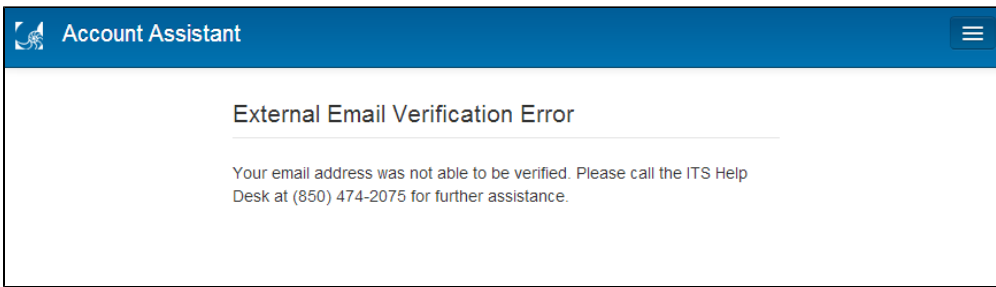 Account Assistant
External Email Verification Error
Your email address was not able to be verified. Please call the ITS Help
Desk at (850) 474-2075 for further assistance.